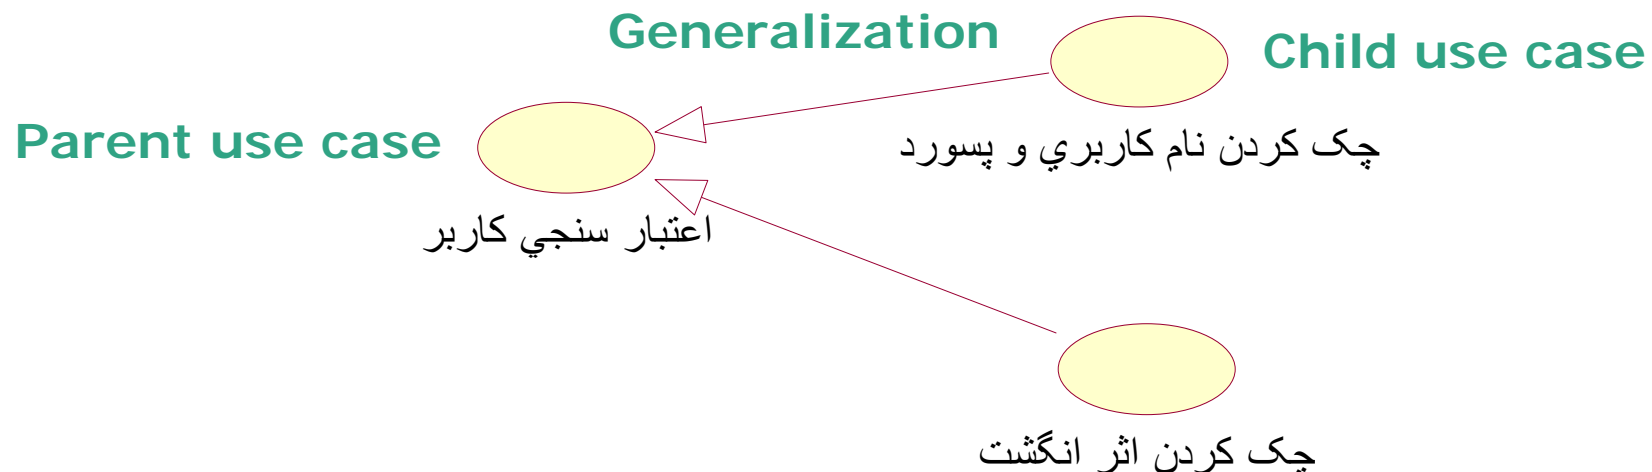 Generalization
Child use case
Parent use case
چک کردن نام کاربري و پسورد
اعتبار سنجي کاربر
چک کردن اثر انگشت